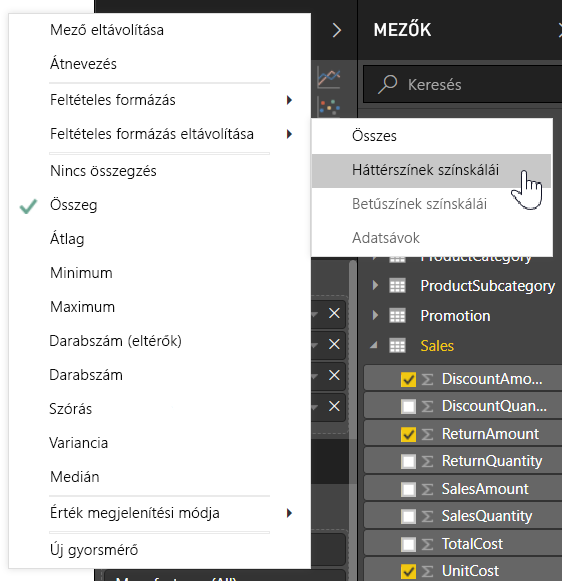 Mező eltávolítása
Átnevezés
Feltételes formázás
Feltételes formázás eltávolítása
Nincs összegzés
Összeg
Átlag
Minimum
Maximum
Darabszám (eltérők)
Darabszám
Szórás
Variancia
Medián
Érték megjelenítési módja
Új gyorsmérő
Összes
Háttérszínek színskálái
Betűszínek színskálái
Adatsávok
MEZŐK
Keresés
ProductCategory
ProductSubcategory
Promotion
Sales
DiscountAmo...
DiscountQuan...
ReturnAmount
ReturnQuantity
SalesAmount
SalesQuantity
TotalCost
UnitCost